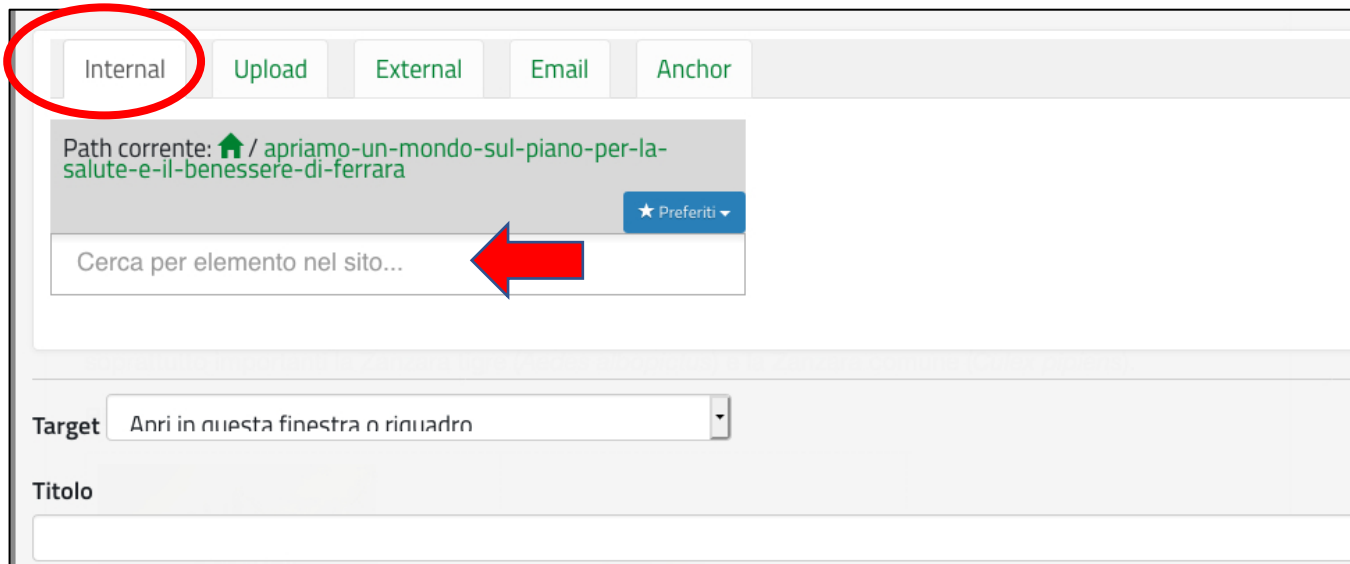 Internal Upload External Email Anchor
Path corrente: / apriamo-un-mondo-sul-piano-per-la-
salute-e-il-benessere-di-ferrara
Preferiti
Cerca per elemento nel sito...
Target Apri in questa finestra o riquadro
Titolo